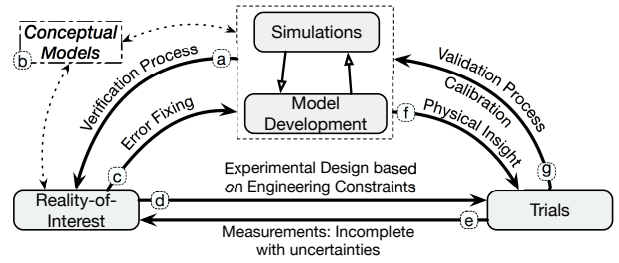 Conceptual
Models
b
Simulations
a
Verification Process
Error Fixing
Model
Development
f
Validation Process
Calibration
Physical Insight
g
c
Experimental Design based
on Engineering Constraints
Reality-of-
Interest
d
e
Trials
Measurements: Incomplete
with uncertainties